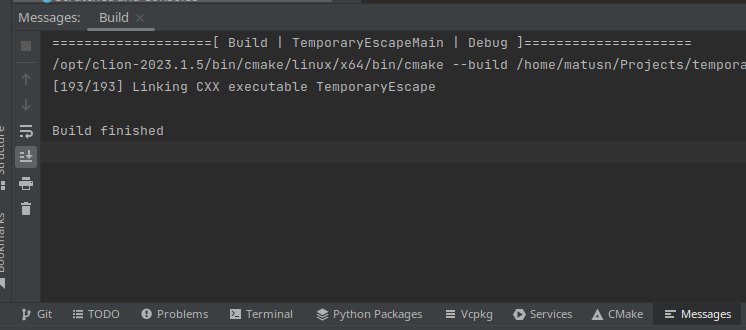 Messages:
Build
====================[ Build | TemporaryEscapeMain | Debug ]=====================
/opt/clion-2023.1.5/bin/cmake/linux/x64/bin/cmake --build /home/matusn/Projects/tempora
[193/193] Linking CXX executable TemporaryEscape
Build finished
Structure
Bookmarks
Git
TODO
Problems
Terminal
Python Packages
Vcpkg
Services
CMake
Messages